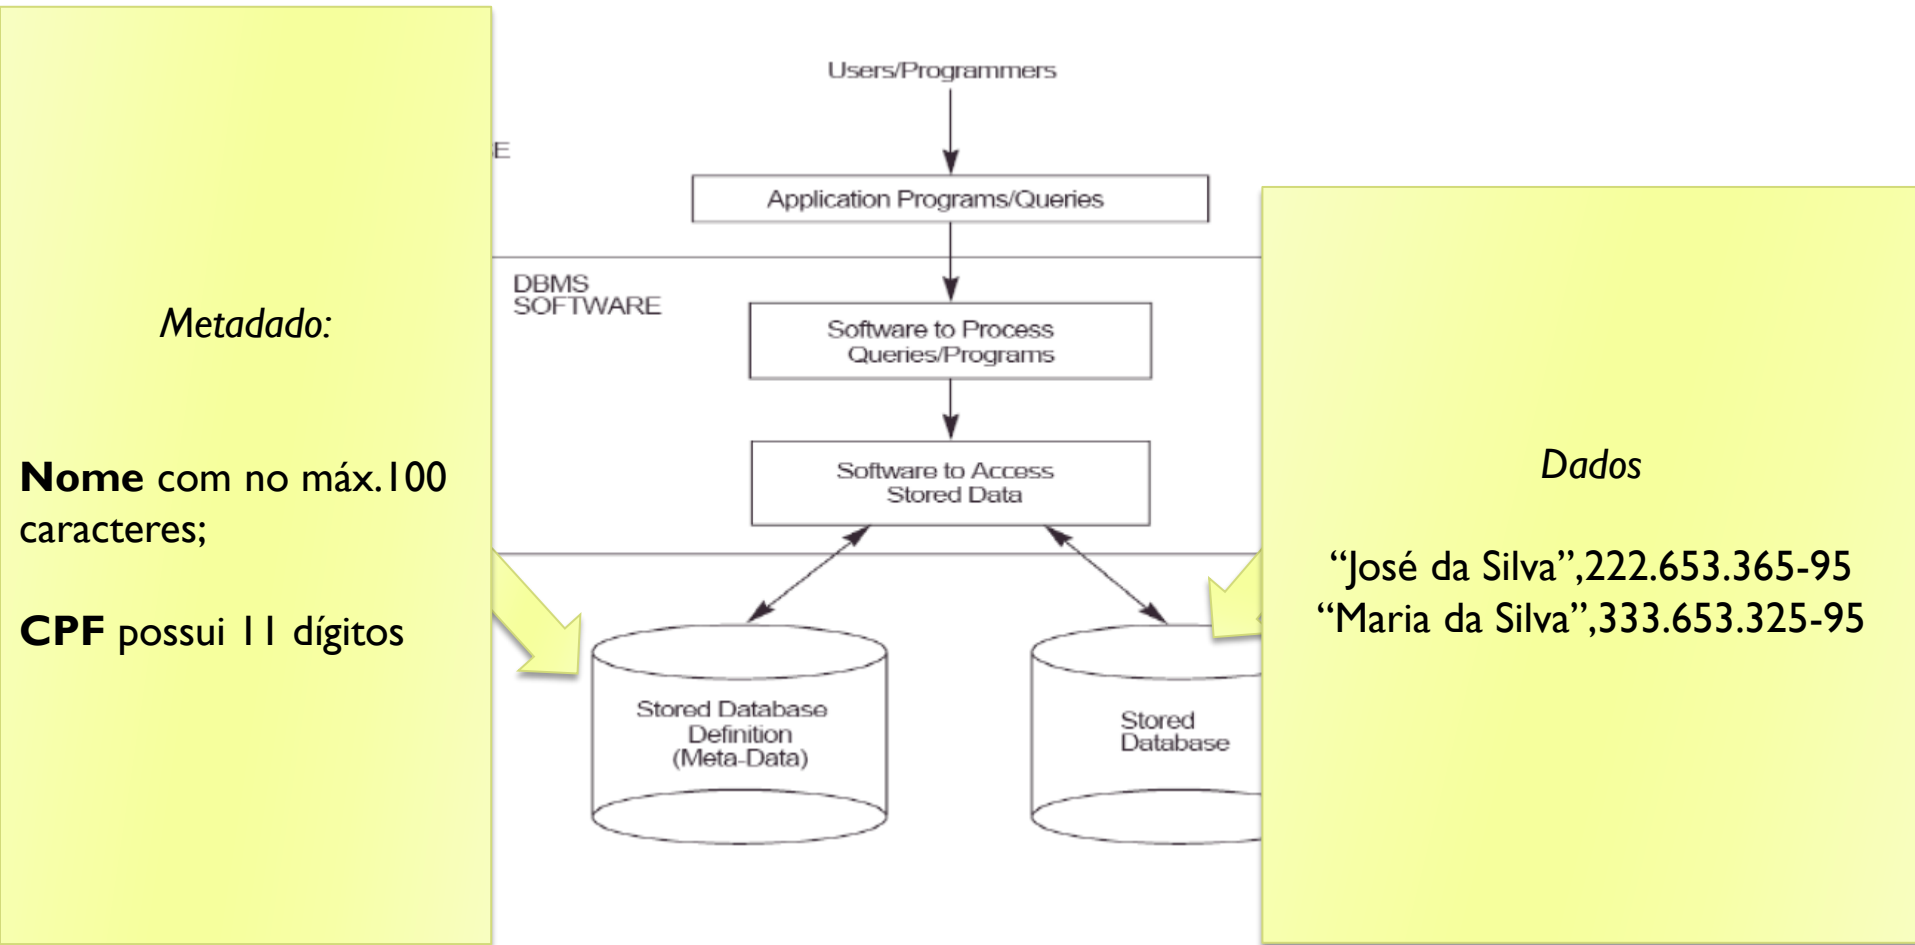 Metadado:
Nome com no máx.100
caracteres;
CPF possui 11 dígitos
Users/Programmers
Application Programs/Queries
DBMS
SOFTWARE
Software to Process
Queries/Programs
Software to Access
Stored Data
Stored Database
Definition
(Meta-Data)
Stored
Database
Dados
“José da Silva”,222.653.365-95
“Maria da Silva”,333.653.325-95